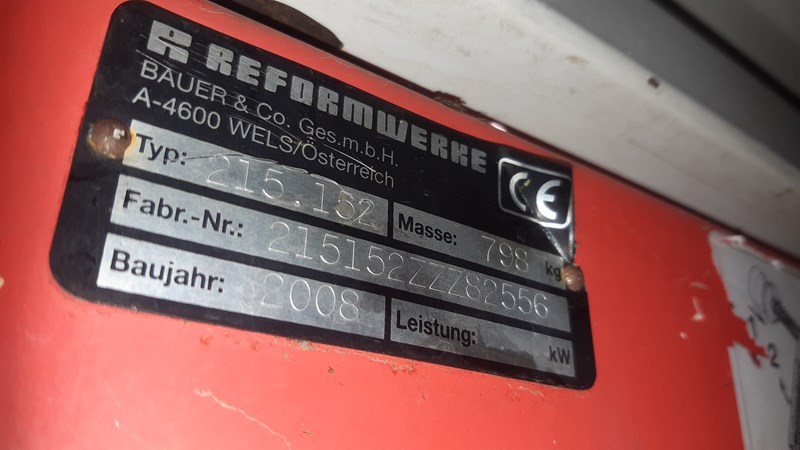 REFORMWERKE
BAUER & Co. Ges.m.b.H.
A-4600 WELS/Österreich
CE
Typ: 215.152
Masse: 798 kg
Fabr.-Nr.: 215152ZZZ82556
Baujahr: 2008
Leistung: kW
2